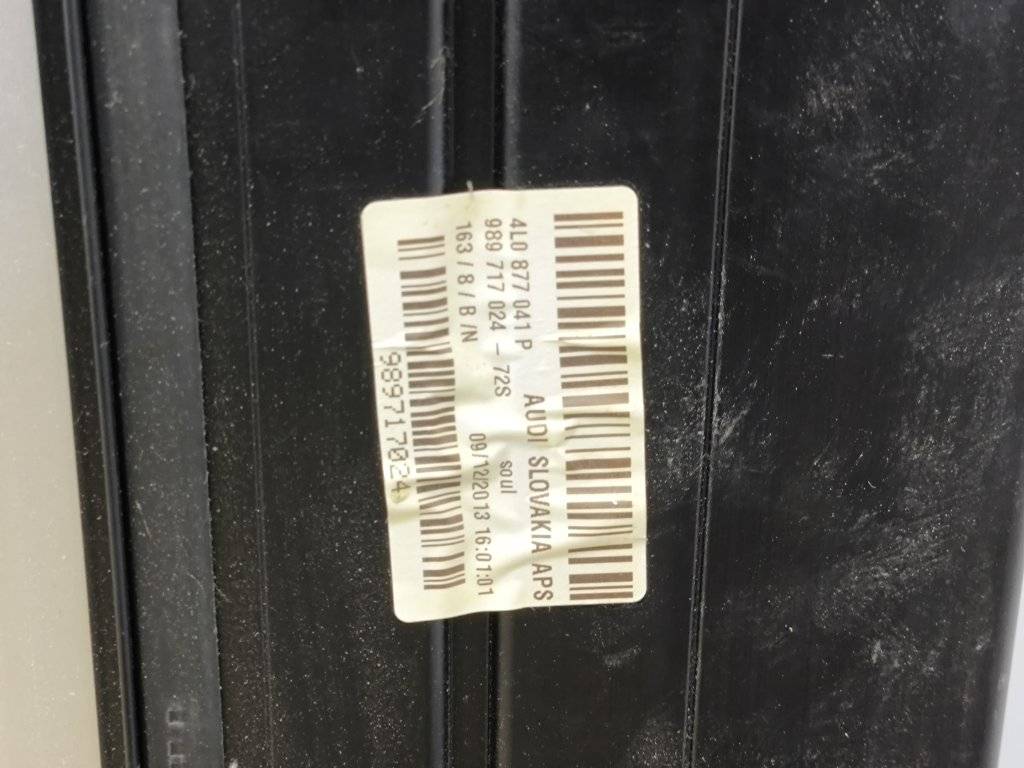 AUDI SLOVAKIA APS
4L0 877 041 P
989 717 024 - 72S soul
163 / 8 / B /N 09/12/2013 16:01:01
989717024